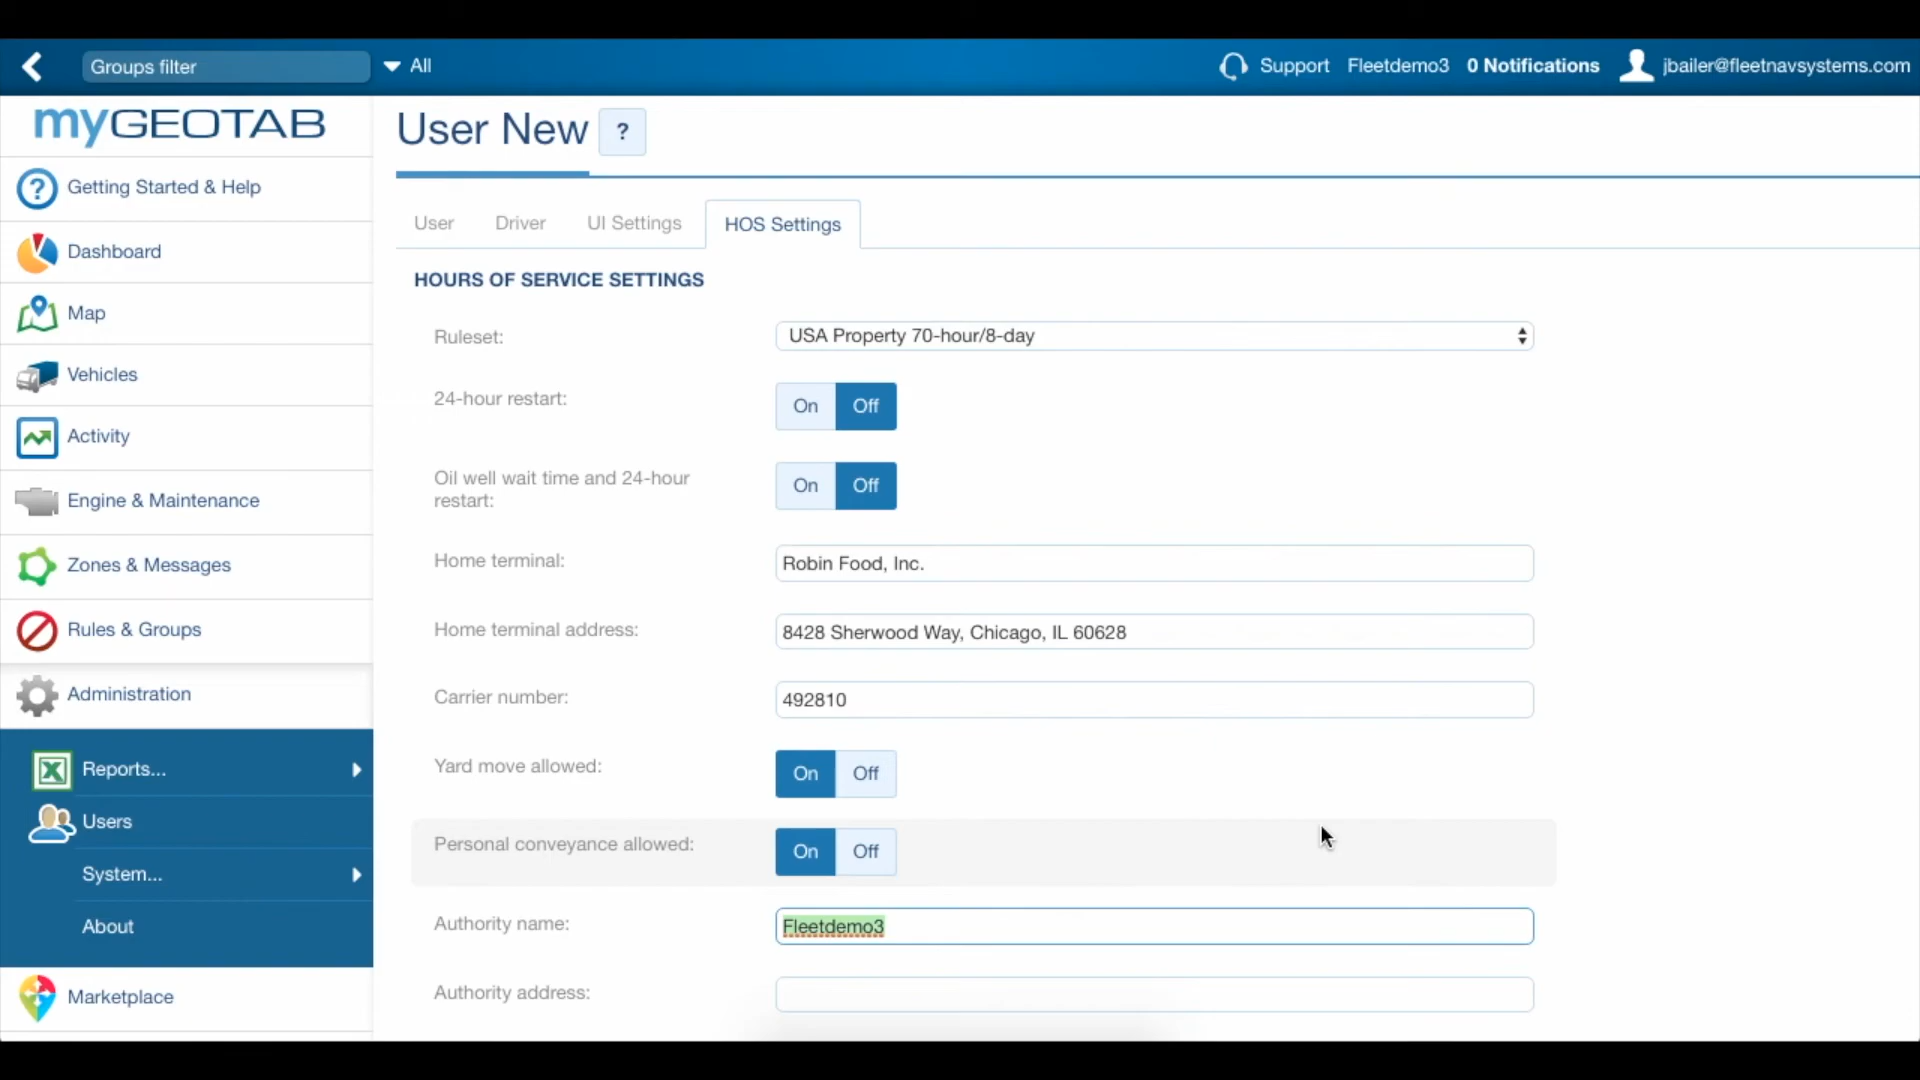 Groups filter
All
Support
Fleetdemo3
0 Notifications
jbailer@fleetnavsystems.com
myGEOTAB
Getting Started & Help
Dashboard
Map
Vehicles
Activity
Engine & Maintenance
Zones & Messages
Rules & Groups
Administration
Reports...
Users
System...
About
Marketplace
User New ?
User
Driver
UI Settings
HOS Settings
HOURS OF SERVICE SETTINGS
Ruleset: USA Property 70-hour/8-day
24-hour restart: On Off
Oil well wait time and 24-hour
restart: On Off
Home terminal: Robin Food, Inc.
Home terminal address: 8428 Sherwood Way, Chicago, IL 60628
Carrier number: 492810
Yard move allowed: On Off
Personal conveyance allowed: On Off
Authority name: Fleetdemo3
Authority address: